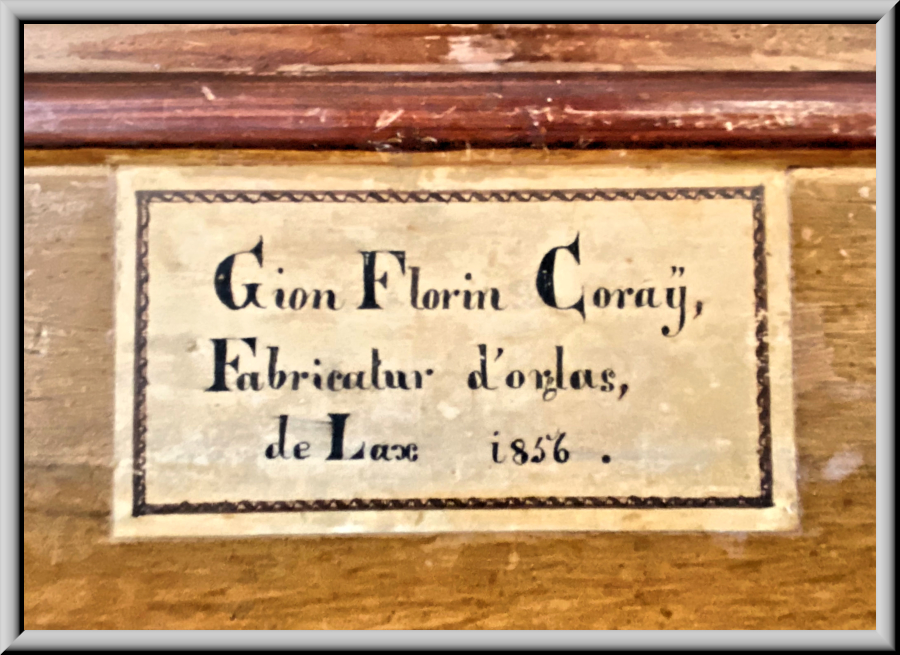 Gion Florin Coraÿ,
Fabricatur d'orglas,
de Lax 1856.